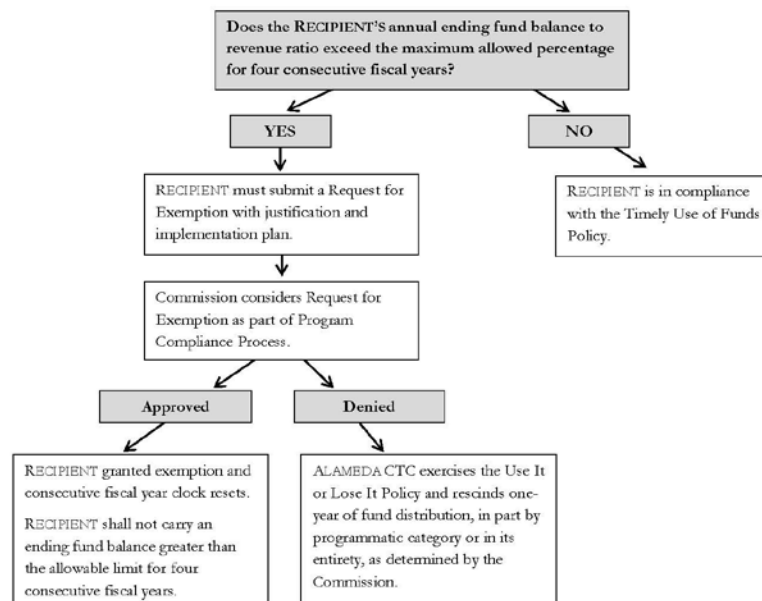 Does the RECIPIENT'S annual ending fund balance to
revenue ratio exceed the maximum allowed percentage
for four consecutive fiscal years?
YES
NO
RECIPIENT must submit a Request for
Exemption with justification and
implementation plan.
RECIPIENT is in compliance
with the Timely Use of Funds
Policy.
Commission considers Request for
Exemption as part of Program
Compliance Process.
Approved
Denied
RECIPIENT granted exemption and
consecutive fiscal year clock resets.
RECIPIENT shall not carry an
ending fund balance greater than
the allowable limit for four
consecutive fiscal years.
ALAMEDA CTC exercises the Use It
or Lose It Policy and rescinds one-
year of fund distribution, in part by
programmatic category or in its
entirety, as determined by the
Commission.